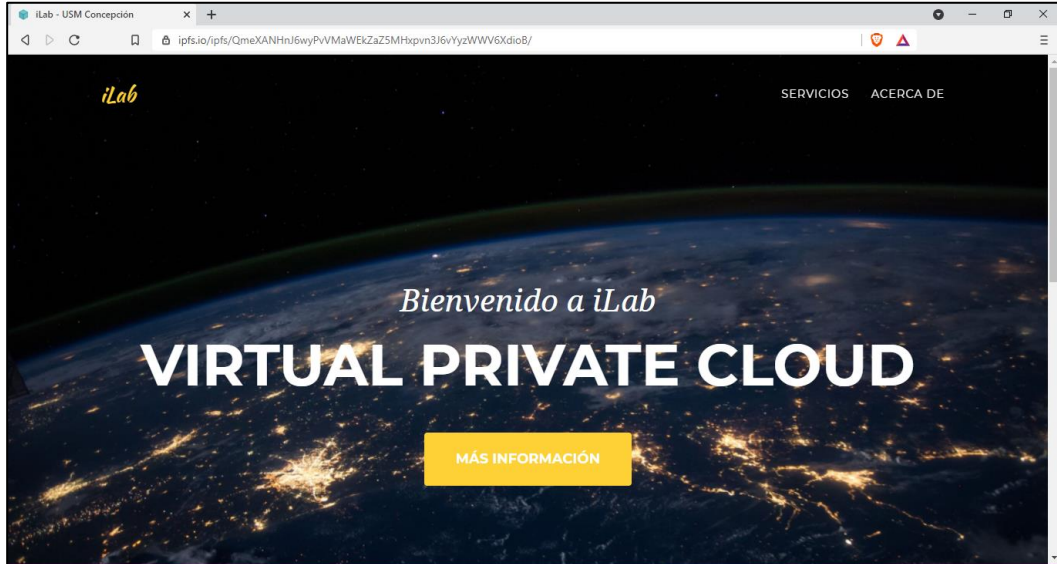 iLab - USM Concepción
ipfs.io/ipfs/QmeXANHnJ6wyPvVMaWEkZaZ5MHxpvn3J6vYyzWWV6XdioB/
iLab
SERVICIOS ACERCA DE
Bienvenido a iLab
VIRTUAL PRIVATE CLOUD
MÁS INFORMACIÓN